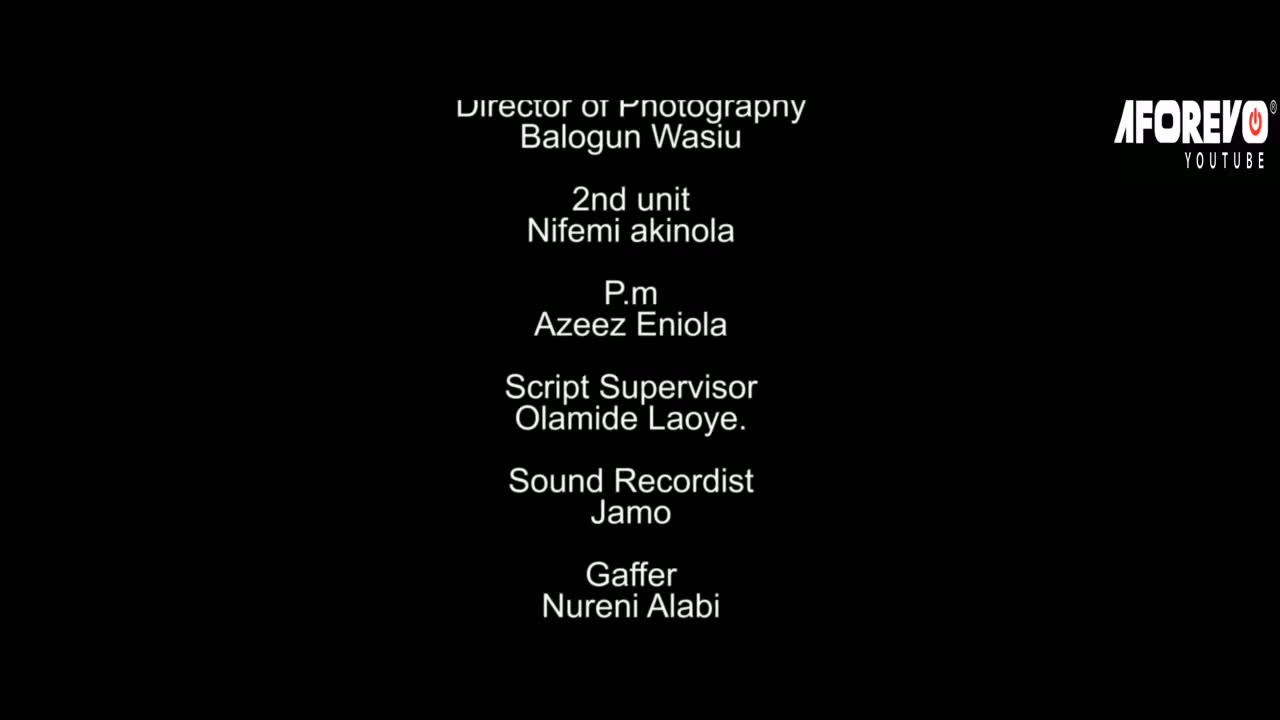 Director of Photography
Balogun Wasiu
2nd unit
Nifemi akinola
P.m
Azeez Eniola
Script Supervisor
Olamide Laoye.
Sound Recordist
Jamo
Gaffer
Nureni Alabi
AFOREVO®
YOUTUBE